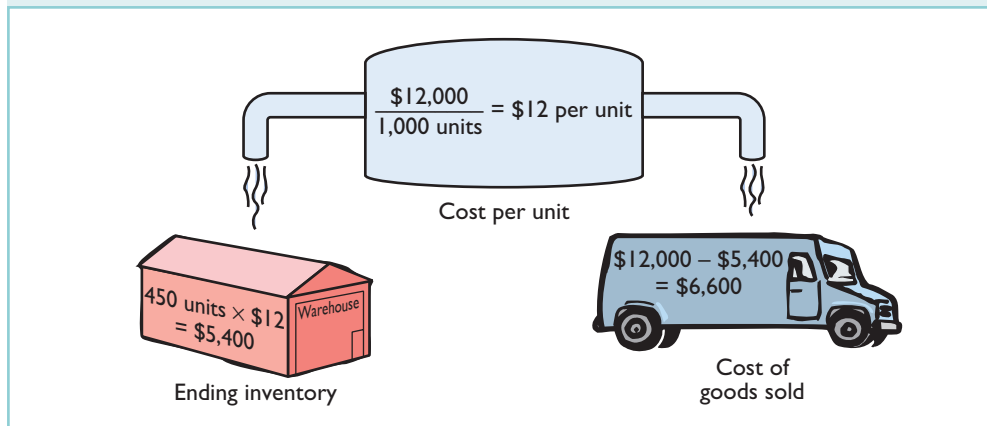 $12,000
1,000 units
= $12 per unit
Cost per unit
450 units × $12
= $5,400
Warehouse
Ending inventory
$12,000 – $5,400
= $6,600
Cost of
goods sold